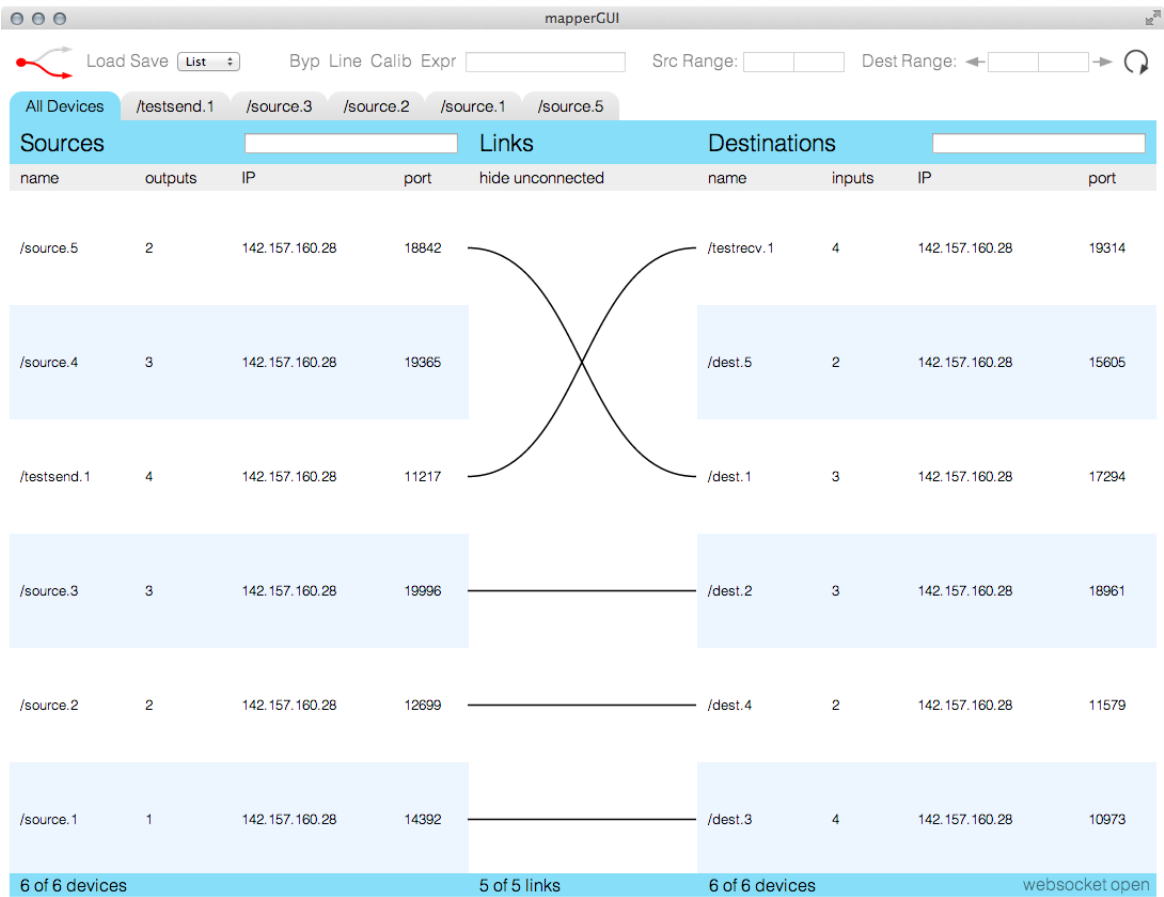 mapperGUI
Load Save List Byp Line Calib Expr Src Range: Dest Range:
All Devices /testsend.1 /source.3 /source.2 /source.1 /source.5
Sources Links Destinations
name outputs IP port hide unconnected name inputs IP port
/source.5 2 142.157.160.28 18842 /testrecv.1 4 142.157.160.28 19314
/source.4 3 142.157.160.28 19365 /dest.5 2 142.157.160.28 15605
/testsend.1 4 142.157.160.28 11217 /dest.1 3 142.157.160.28 17294
/source.3 3 142.157.160.28 19996 /dest.2 3 142.157.160.28 18961
/source.2 2 142.157.160.28 12699 /dest.4 2 142.157.160.28 11579
/source.1 1 142.157.160.28 14392 /dest.3 4 142.157.160.28 10973
6 of 6 devices 5 of 5 links 6 of 6 devices websocket open